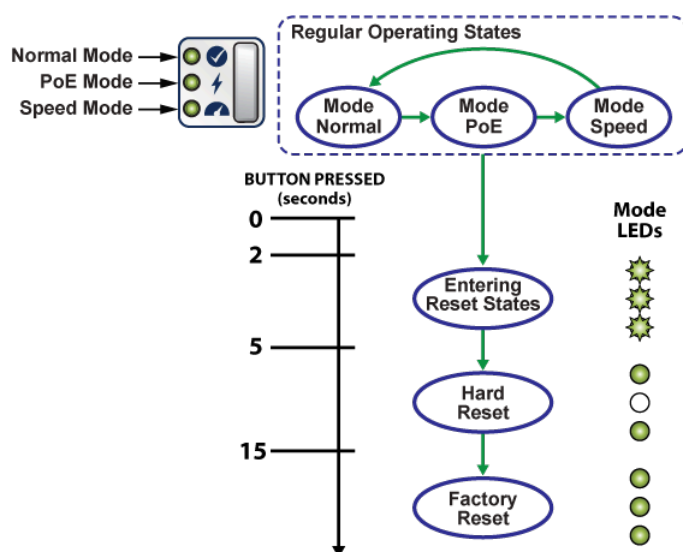 Regular Operating States
Normal Mode
PoE Mode
Speed Mode
Mode
Normal
Mode
PoE
Mode
Speed
BUTTON PRESSED
(seconds)
0
2
5
15
Entering
Reset States
Hard
Reset
Factory
Reset
Mode
LEDs